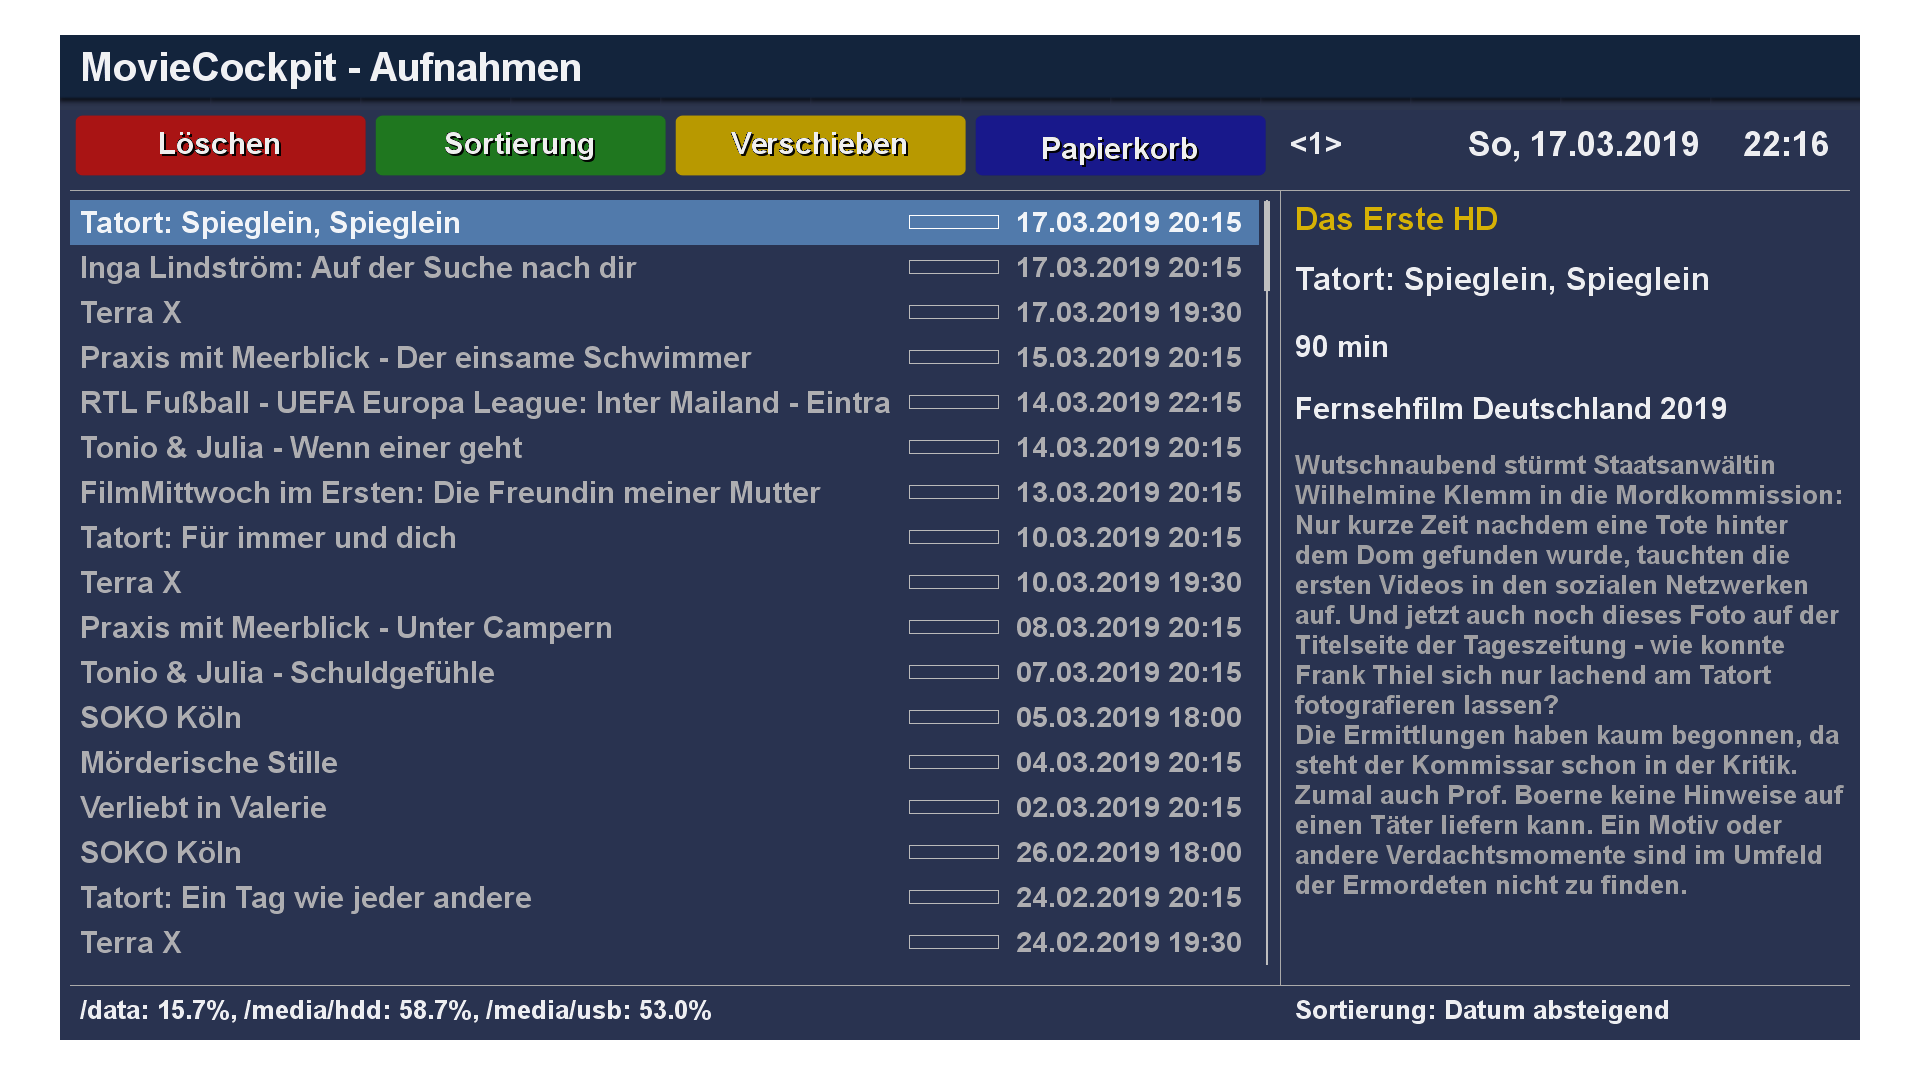 MovieCockpit - Aufnahmen
Löschen Sortierung Verschieben Papierkorb <1> So, 17.03.2019 22:16
Tatort: Spieglein, Spieglein 17.03.2019 20:15
Inga Lindström: Auf der Suche nach dir 17.03.2019 20:15
Terra X 17.03.2019 19:30
Praxis mit Meerblick - Der einsame Schwimmer 15.03.2019 20:15
RTL Fußball - UEFA Europa League: Inter Mailand - Eintra 14.03.2019 22:15
Tonio & Julia - Wenn einer geht 14.03.2019 20:15
FilmMittwoch im Ersten: Die Freundin meiner Mutter 13.03.2019 20:15
Tatort: Für immer und dich 10.03.2019 20:15
Terra X 10.03.2019 19:30
Praxis mit Meerblick - Unter Campern 08.03.2019 20:15
Tonio & Julia - Schuldgefühle 07.03.2019 20:15
SOKO Köln 05.03.2019 18:00
Mörderische Stille 04.03.2019 20:15
Verliebt in Valerie 02.03.2019 20:15
SOKO Köln 26.02.2019 18:00
Tatort: Ein Tag wie jeder andere 24.02.2019 20:15
Terra X 24.02.2019 19:30
Das Erste HD
Tatort: Spieglein, Spieglein
90 min
Fernsehfilm Deutschland 2019
Wutschnaubend stürmt Staatsanwältin
Wilhelmine Klemm in die Mordkommission:
Nur kurze Zeit nachdem eine Tote hinter
dem Dom gefunden wurde, tauchten die
ersten Videos in den sozialen Netzwerken
auf. Und jetzt auch noch dieses Foto auf der
Titelseite der Tageszeitung - wie konnte
Frank Thiel sich nur lachend am Tatort
fotografieren lassen?
Die Ermittlungen haben kaum begonnen, da
steht der Kommissar schon in der Kritik.
Zumal auch Prof. Boerne keine Hinweise auf
einen Täter liefern kann. Ein Motiv oder
andere Verdachtsmomente sind im Umfeld
der Ermordeten nicht zu finden.
/data: 15.7%, /media/hdd: 58.7%, /media/usb: 53.0%
Sortierung: Datum absteigend